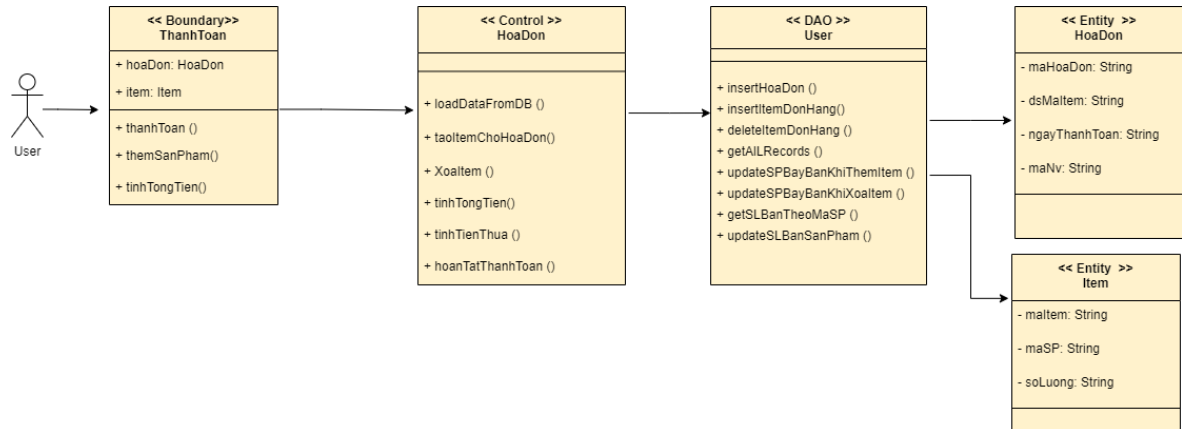 User
<< Boundary>>
ThanhToan
+ hoaDon: HoaDon
+ item: Item
+ thanhToan ()
+ themSanPham()
+ tinhTongTien()
<< Control >>
HoaDon
+ loadDataFromDB ()
+ taoItemChoHoaDon()
+ XoaItem ()
+ tinhTongTien()
+ tinhTienThua ()
+ hoanTatThanhToan ()
<< DAO >>
User
+ insertHoaDon ()
+ insertItemDonHang()
+ deleteItemDonHang()
+ getAllLRecords ()
+ updateSPBayBanKhiThemItem()
+ updateSPBayBanKhiXoaItem()
+ getSLBanTheoMaSP ()
+ updateSLBanSanPham ()
<< Entity >>
HoaDon
- maHoaDon: String
- dsMaItem: String
- ngayThanhToan: String
- maNv: String
<< Entity >>
Item
- maItem: String
- maSP: String
- soLuong: String